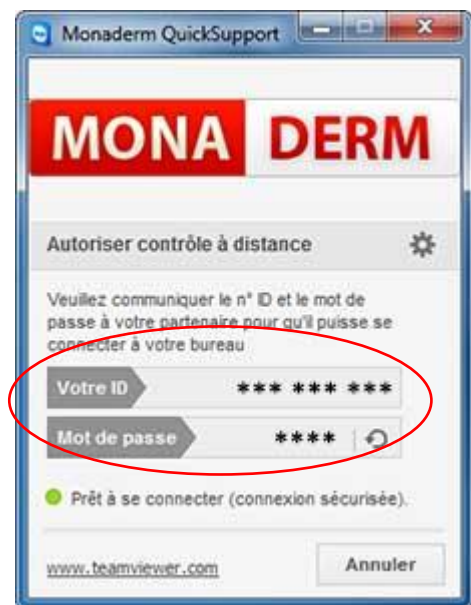 Monaderm QuickSupport
MONA DERM
Autoriser contrôle à distance
Veuillez communiquer le n° ID et le mot de
passe à votre partenaire pour qu'il puisse se
connecter à votre bureau
Votre ID *** *** ***
Mot de passe ****
Prêt à se connecter (connexion sécurisée).
www.teamviewer.com Annuler